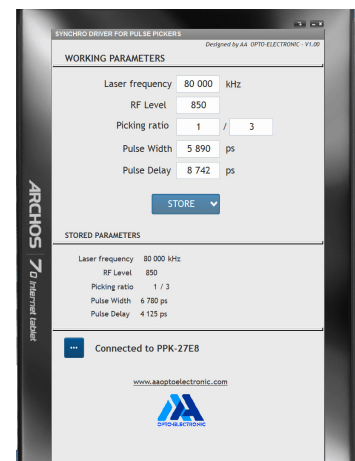 SYNCHRO DRIVER FOR PULSE PICKERS
Designed by AA OPTO-ELECTRONIC - V1.00
WORKING PARAMETERS
Laser frequency 80 000 kHz
RF Level 850
Picking ratio 1 / 3
Pulse Width 5 890 ps
Pulse Delay 8 742 ps
STORE
STORED PARAMETERS
Laser frequency 80 000 kHz
RF Level 850
Picking ratio 1 / 3
Pulse Width 6 780 ps
Pulse Delay 4 125 ps
... Connected to PPK-27E8
www.aaoptoelectronic.com
OPTO-ELECTRONIC
ARCHOS 70 internet tablet